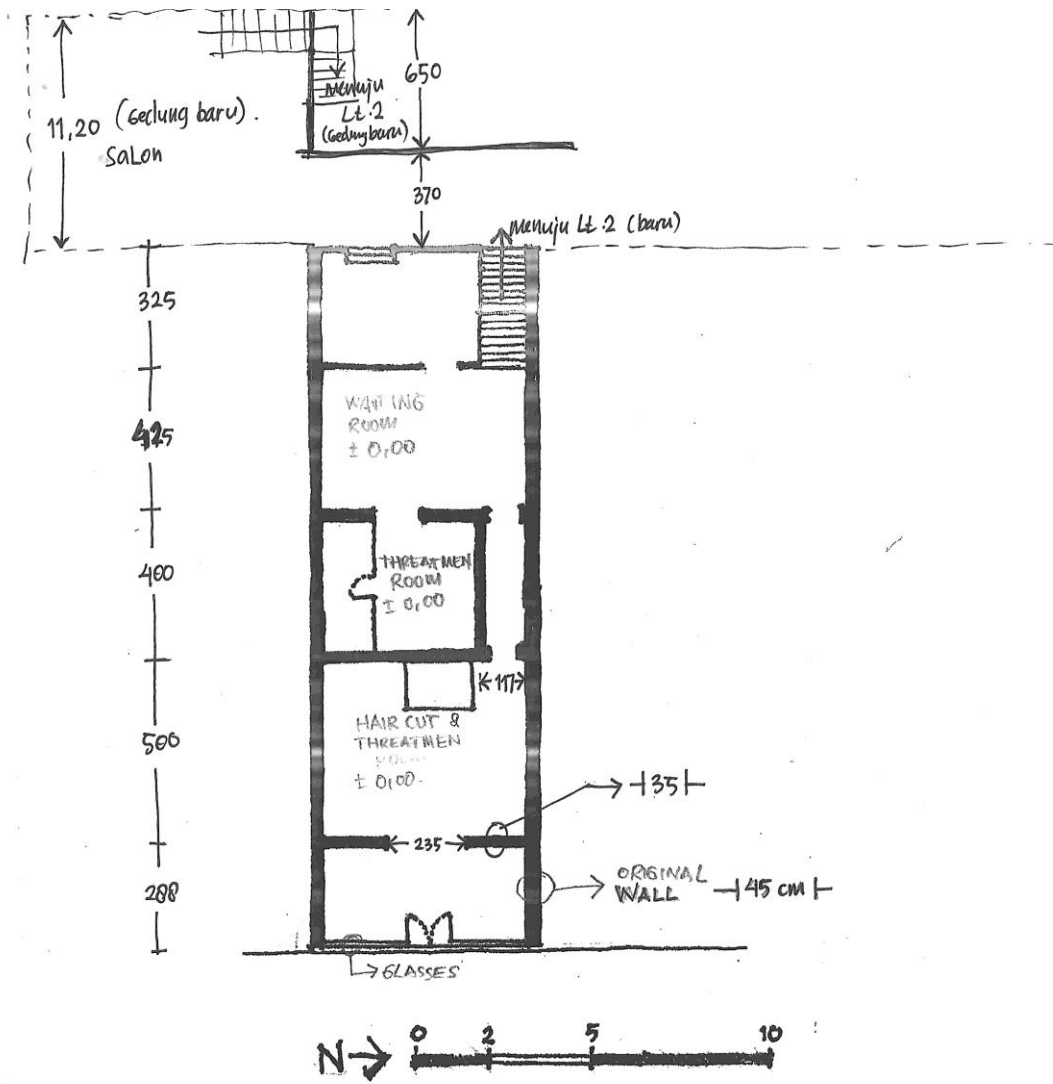 11,20 (Gedung baru).
Salon
Menuju
Lt.2
(Gedung baru)
650
370
Menuju Lt.2 (baru)
325
425
400
500
288
WAITING
ROOM
± 0,00
THREATMEN
ROOM
± 0,00
117
HAIR CUT &
THREATMEN
± 0,00
35
235
ORIGINAL
WALL 45 cm
GLASSES
N 0 2 5 10